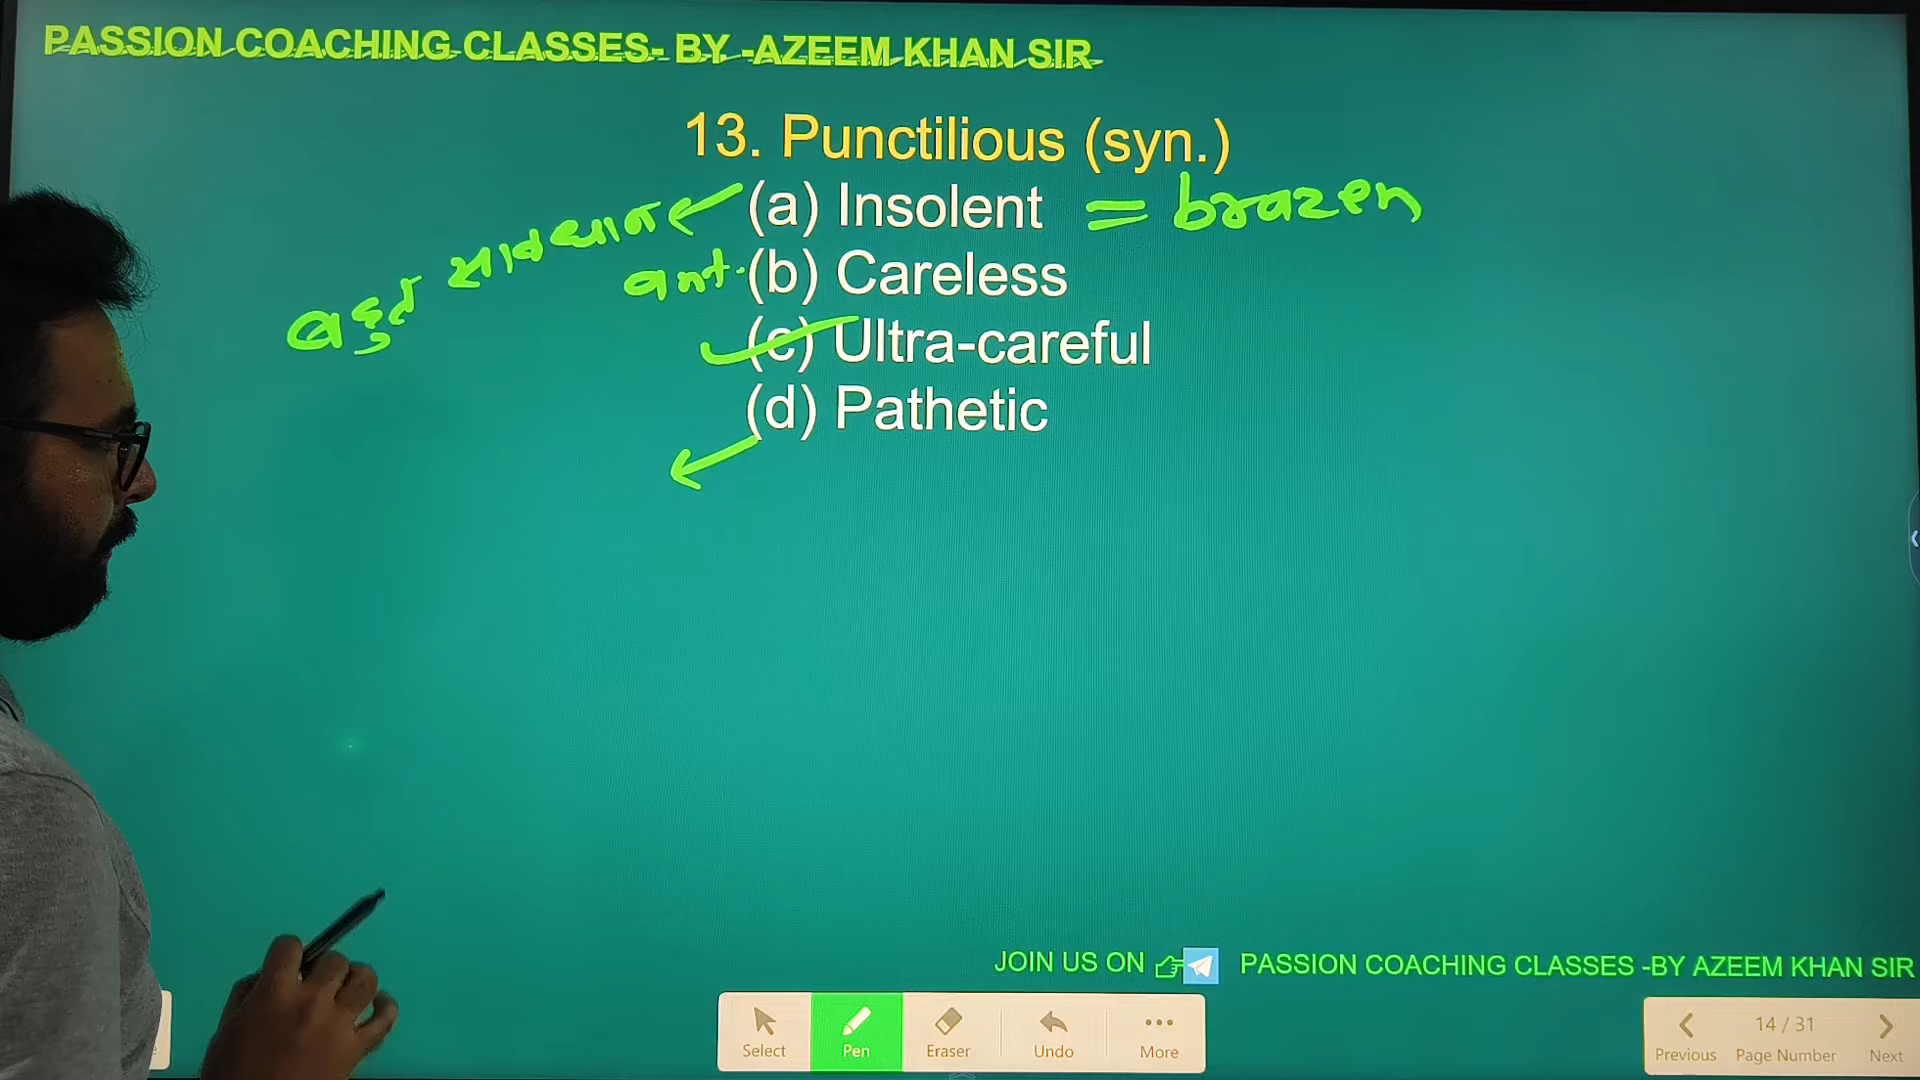 PASSION COACHING CLASSES- BY -AZEEM KHAN SIR
13. Punctilious (syn.)
(a) Insolent = brazen
ant. (b) Careless
(c) Ultra-careful
(d) Pathetic
JOIN US ON PASSION COACHING CLASSES -BY AZEEM KHAN SIR
Select Pen Eraser Undo More
14 / 31
Previous Page Number Next